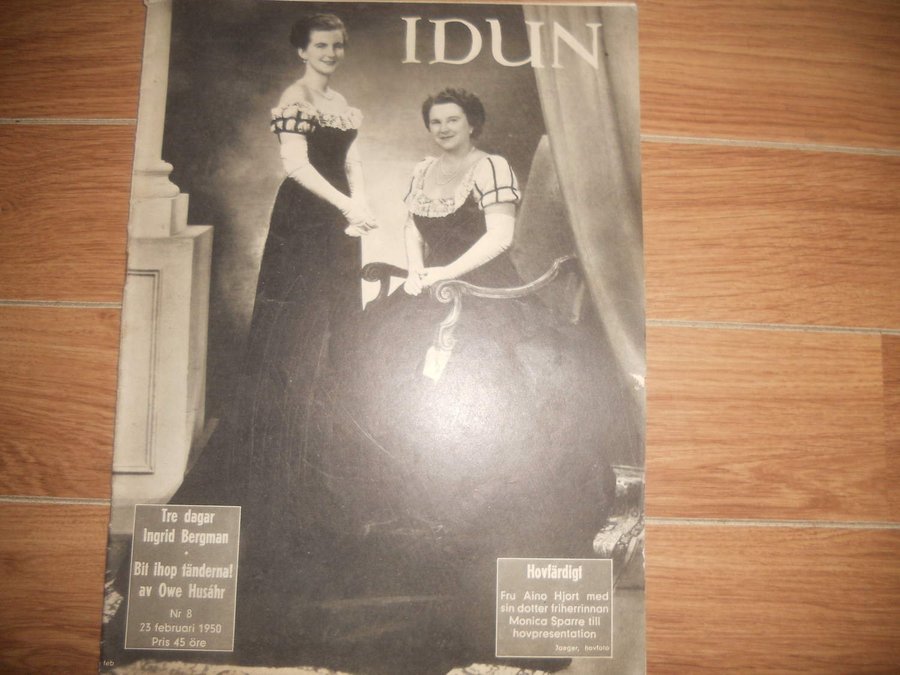 IDUN
Tre dagar
Ingrid Bergman
Bit ihop tänderna!
av Owe Husáhr
Nr 8
23 februari 1950
Pris 45 öre
Hovfärdigt
Fru Aino Hjort med
sin dotter friherrinnan
Monica Sparre till
hovpresentation
Jaeger, hovfoto
feb